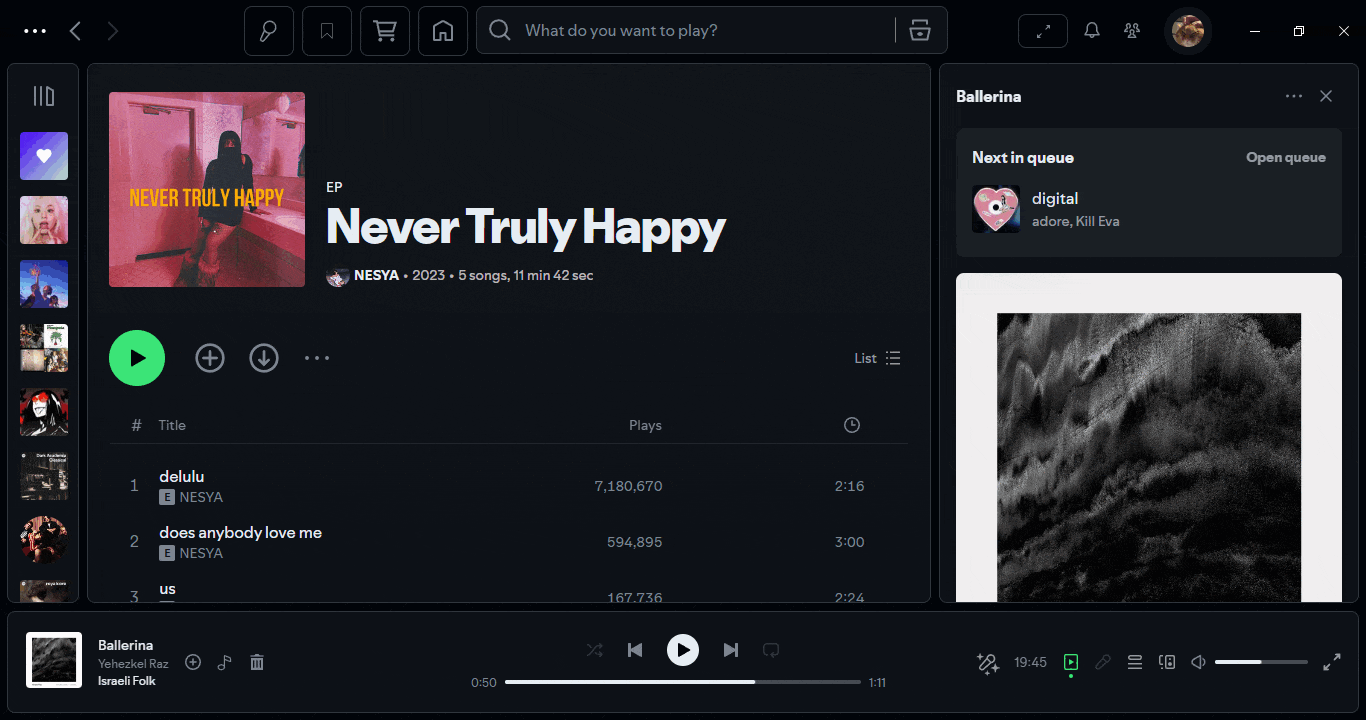 What do you want to play?
NEVER TRULY HAPPY
EP
Never Truly Happy
NESYA • 2023 • 5 songs, 11 min 42 sec
List
# Title Plays
1 delulu 7,180,670 2:16
E NESYA
2 does anybody love me 594,895 3:00
E NESYA
3 us 167,736 2:24
Ballerina
Next in queue
Open queue
digital
adore, Kill Eva
Dark Academia
Classical
Ballerina
Yehezkel Raz
Israeli Folk
0:50
1:11
19:45